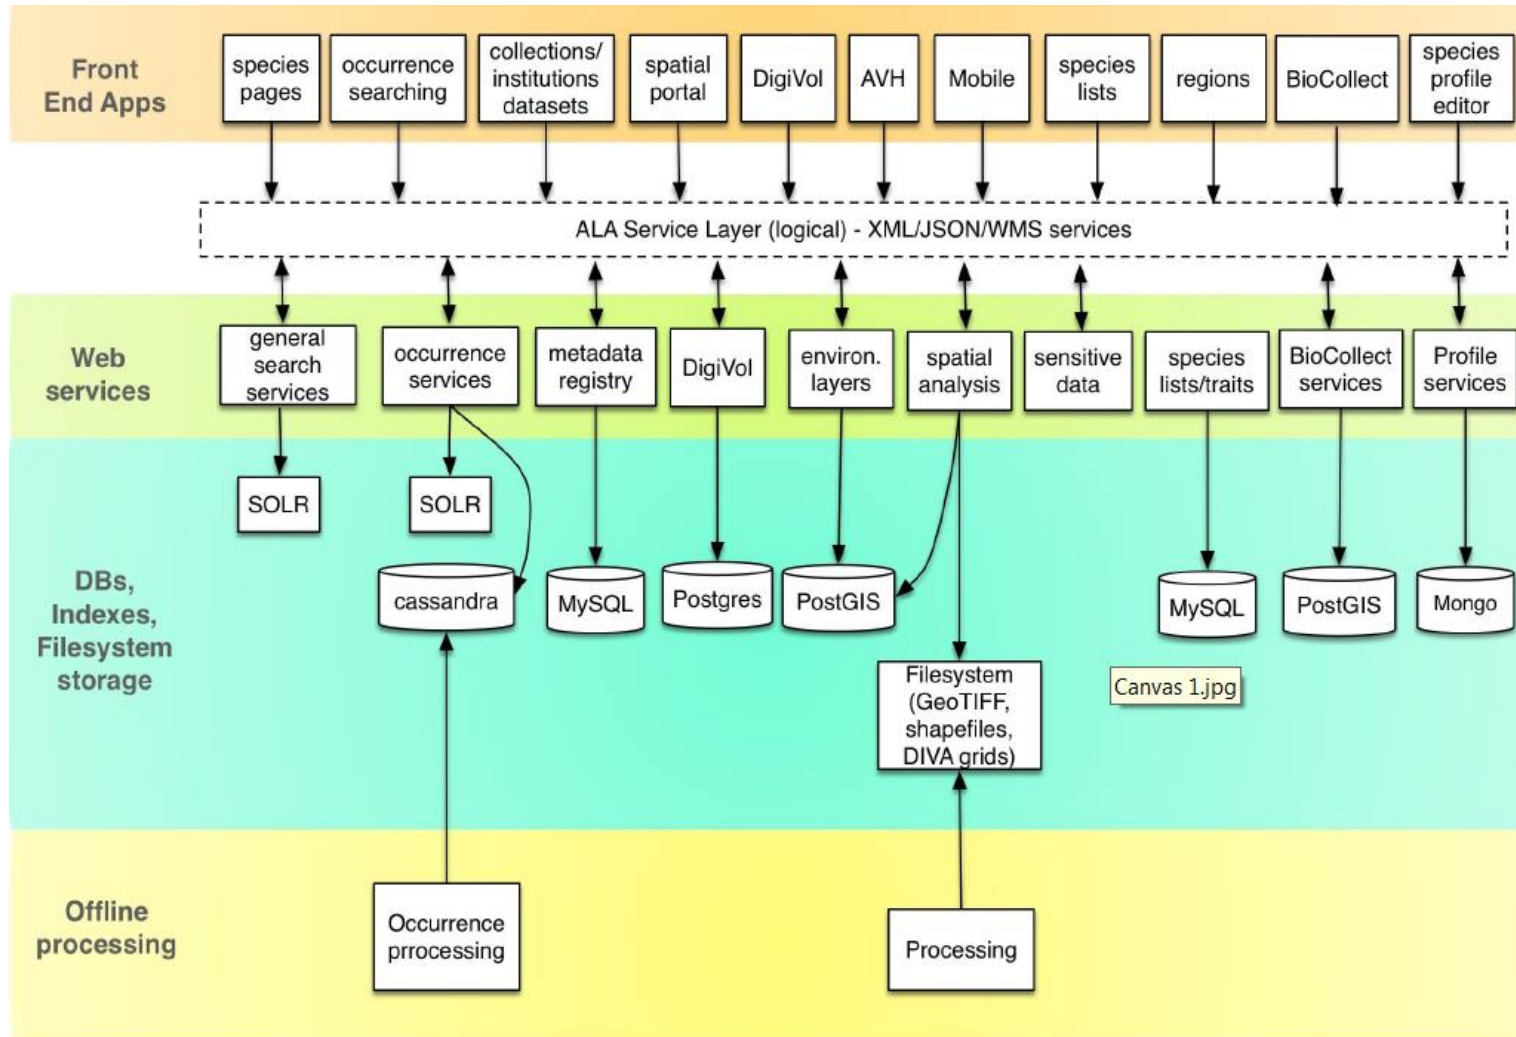 Front
End Apps
species
pages
occurrence
searching
collections/
institutions
datasets
spatial
portal
DigiVol
AVH
Mobile
species
lists
regions
BioCollect
species
profile
editor
ALA Service Layer (logical) - XML/JSON/WMS services
Web
services
general
search
services
occurrence
services
metadata
registry
DigiVol
environ.
layers
spatial
analysis
sensitive
data
species
lists/traits
BioCollect
services
Profile
services
DBs,
Indexes,
Filesystem
storage
SOLR
SOLR
cassandra
MySQL
Postgres
PostGIS
MySQL
PostGIS
Mongo
Filesystem
(GeoTIFF,
shapefiles,
DIVA grids)
Canvas 1.jpg
Offline
processing
Occurrence
prrocessing
Processing